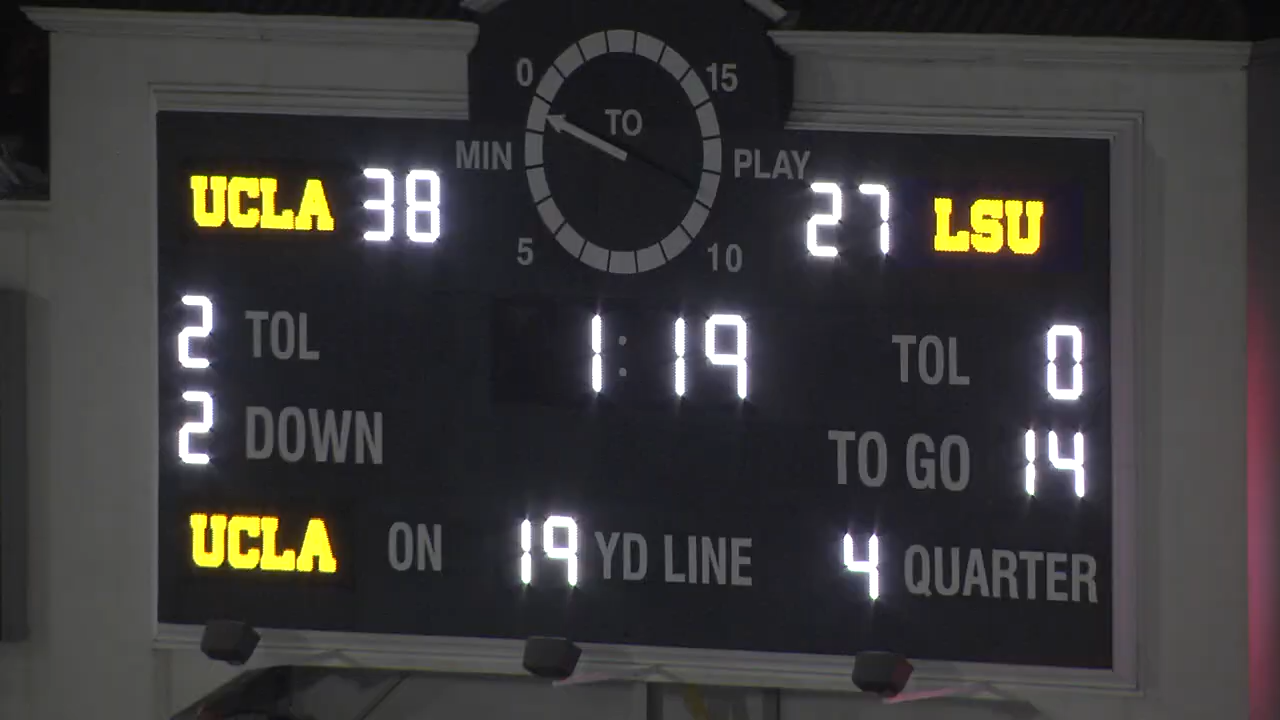 0 15
TO
MIN PLAY
UCLA 38 27 LSU
5 10
2 TOL 1:19 TOL 0
2 DOWN TO GO 14
UCLA ON 19 YD LINE 4 QUARTER